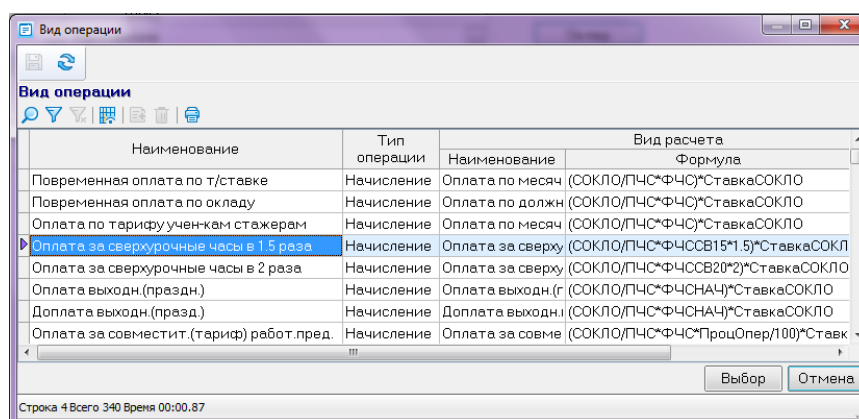 Вид операции
Вид операции
Наименование Тип операции Вид расчета
Наименование Формула
Повременная оплата по т/ставке Начисление Оплата по месяч (СОКЛО/ПЧС*ФЧС)*СтавкаСОКЛО
Повременная оплата по окладу Начисление Оплата по должн (СОКЛО/ПЧС*ФЧС)*СтавкаСОКЛО
Оплата по тарифу учен-кам стажерам Начисление Оплата по месяч (СОКЛО/ПЧС*ФЧС)*СтавкаСОКЛО
Оплата за сверхурочные часы в 1.5 раза Начисление Оплата за сверху (СОКЛО/ПЧС*ФЧССВ15*1.5)*СтавкаСОКЛ
Оплата за сверхурочные часы в 2 раза Начисление Оплата за сверху (СОКЛО/ПЧС*ФЧССВ20*2)*СтавкаСОКЛО
Оплата выходн.(праздн.) Начисление Оплата выходн.(г (СОКЛО/ПЧС*ФЧСНАЧ)*СтавкаСОКЛО
Доплата выходн.(празд.) Начисление Доплата выходн.( (СОКЛО/ПЧС*ФЧСНАЧ)*СтавкаСОКЛО
Оплата за совместит.(тариф) работ.пред. Начисление Оплата за совме (СОКЛО/ПЧС*ФЧС*ПроцОпер/100)*Ставк
Выбор Отмена
Строка 4 Всего 340 Время 00:00.87